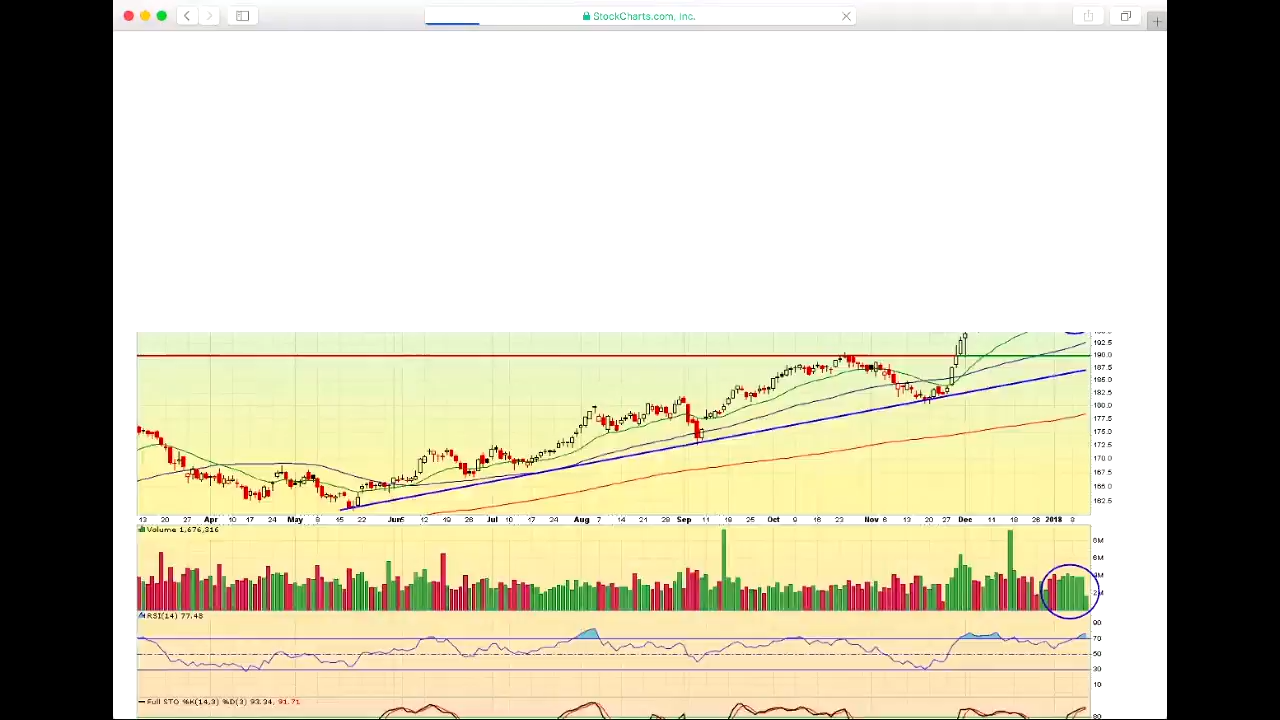 StockCharts.com, Inc.
192.5
190.0
187.5
185.0
182.5
180.0
177.5
175.0
172.5
170.0
167.5
165.0
162.5
13 20 27 Apr 10 17 24 May 8 15 22 Jun5 12 19 26 Jul 10 17 24 Aug 7 14 21 28 Sep 11 18 25 Oct 9 16 23 Nov 6 13 20 27 Dec 11 18 26 2018 8
Volume 1,676,316
8M
6M
4M
2M
RSI(14) 77.48
90
70
50
30
10
Full STO %K(14,3) %D(3) 93.34, 91.71
80